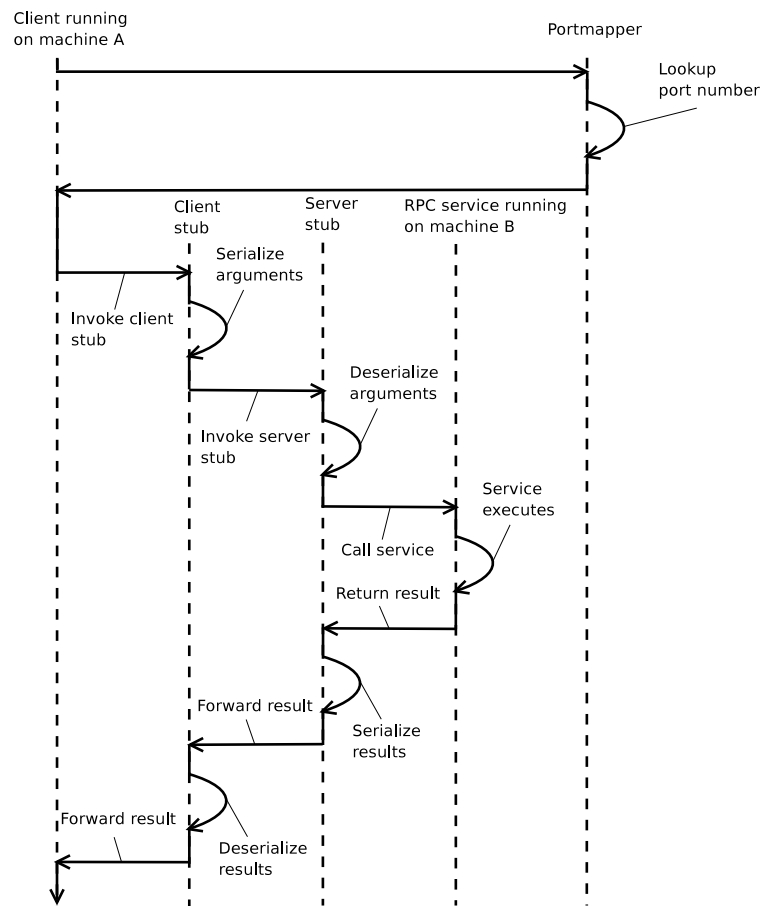 Client running
on machine A
Portmapper
Lookup
port number
Client
stub
Server
stub
RPC service running
on machine B
Serialize
arguments
Invoke client
stub
Deserialize
arguments
Invoke server
stub
Service
executes
Call service
Return result
Forward result
Serialize
results
Forward result
Deserialize
results